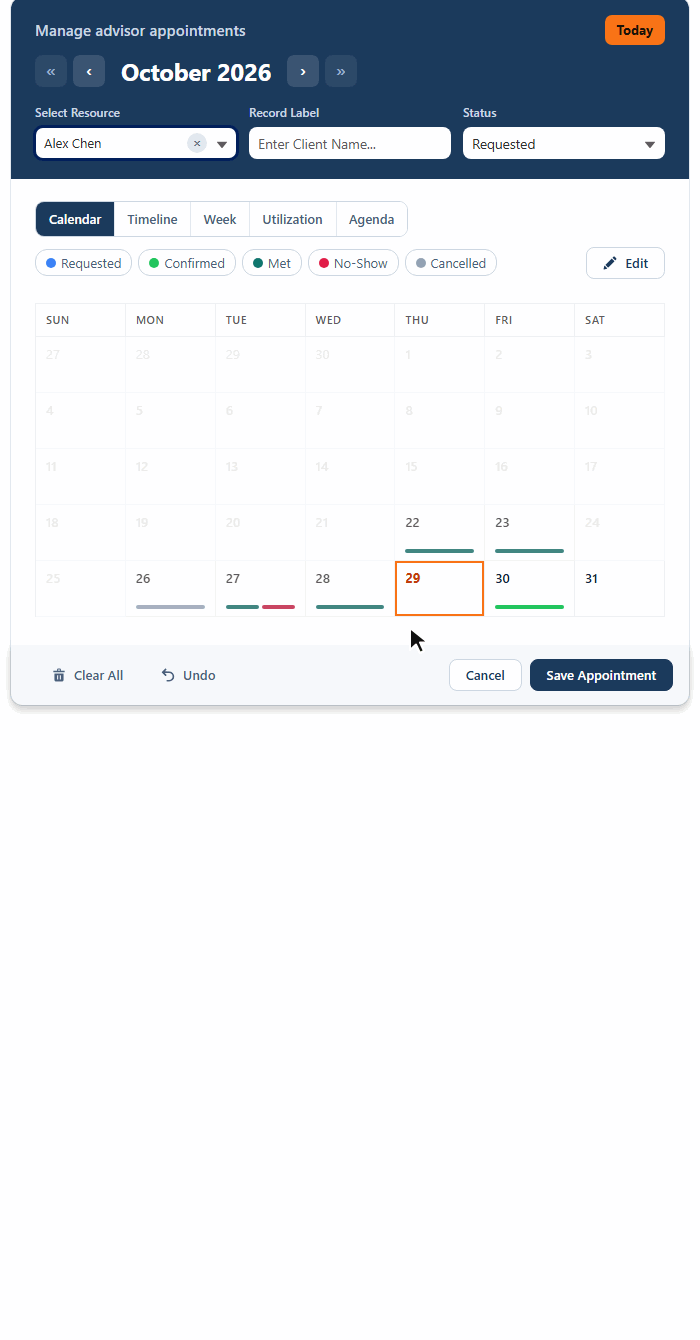 Manage advisor appointments
Today
« ‹ October 2026 › »
Select Resource Record Label Status
Alex Chen × Enter Client Name... Requested
Calendar Timeline Week Utilization Agenda
Requested Confirmed Met No-Show Cancelled Edit
SUN MON TUE WED THU FRI SAT
27 28 29 30 1 2 3
4 5 6 7 8 9 10
11 12 13 14 15 16 17
18 19 20 21 22 23 24
25 26 27 28 29 30 31
Clear All Undo Cancel Save Appointment